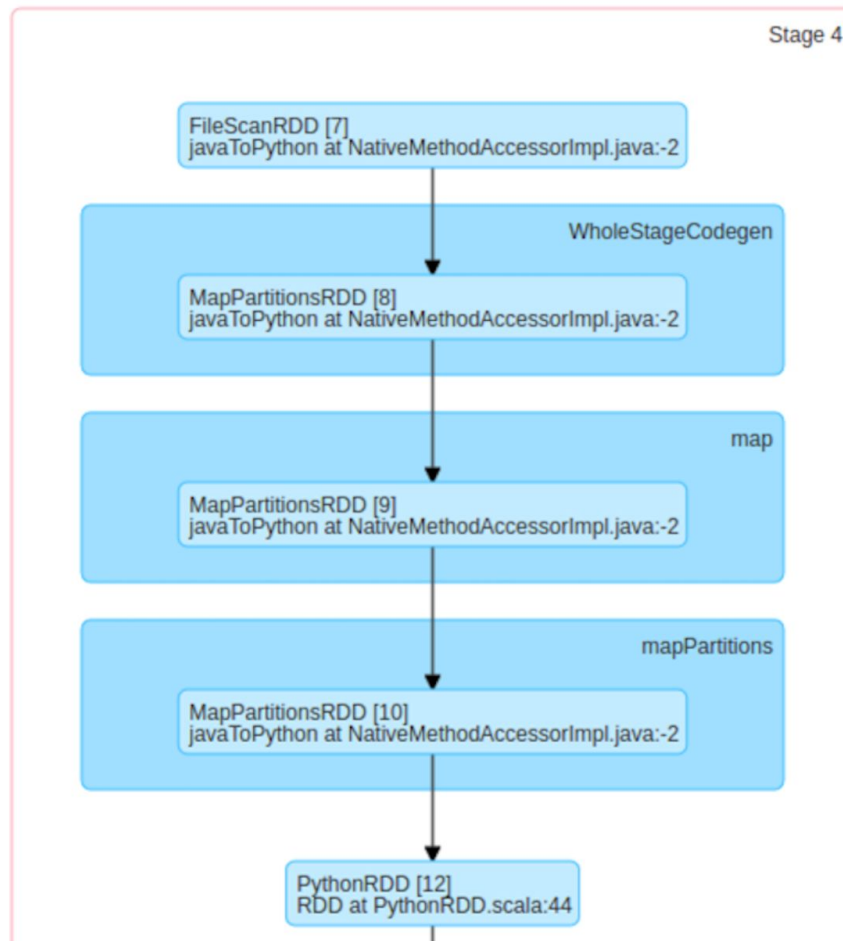 Stage 4
FileScanRDD [7]
javaToPython at NativeMethodAccessorImpl.java:-2
WholeStageCodegen
MapPartitionsRDD [8]
javaToPython at NativeMethodAccessorImpl.java:-2
map
MapPartitionsRDD [9]
javaToPython at NativeMethodAccessorImpl.java:-2
mapPartitions
MapPartitionsRDD [10]
javaToPython at NativeMethodAccessorImpl.java:-2
PythonRDD [12]
RDD at PythonRDD.scala:44